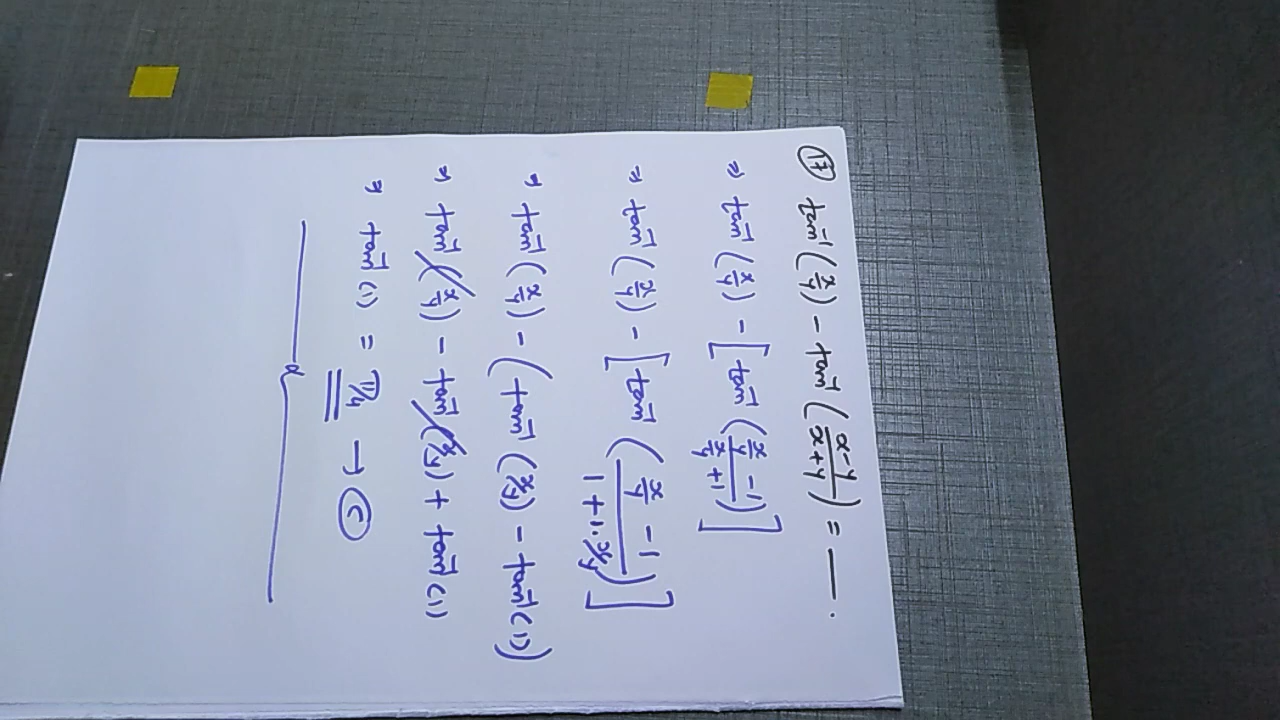 ⑰ tan⁻¹(x/y) − tan⁻¹((x−y)/(x+y)) = ——.
⇒ tan⁻¹(x/y) − [tan⁻¹((x/y − 1)/(x/y + 1))]
⇒ tan⁻¹(x/y) − [tan⁻¹((x/y − 1)/(1 + 1·x/y))]
⇒ tan⁻¹(x/y) − (tan⁻¹(x/y) − tan⁻¹(1))
⇒ tan⁻¹(x/y) − tan⁻¹(x/y) + tan⁻¹(1)
⇒ tan⁻¹(1) = π/4 → ⓒ